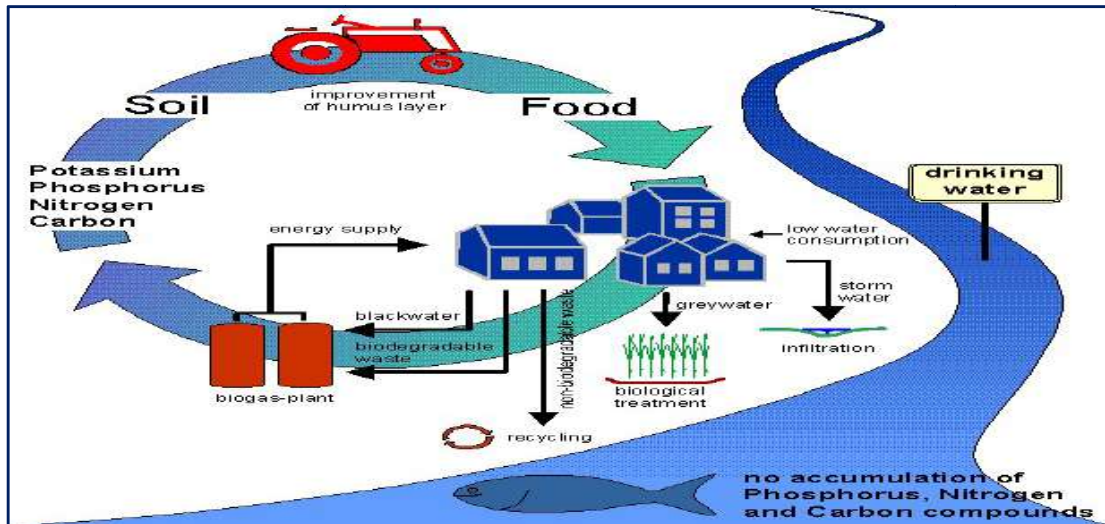 improvement
of humus layer
Soil
Food
Potassium
Phosphorus
Nitrogen
Carbon
drinking
water
energy supply
low water
consumption
storm
water
greywater
blackwater
biodegradable
waste
non-biodegradable waste
infiltration
biological
treatment
biogas-plant
recycling
no accumulation of
Phosphorus, Nitrogen
and Carbon compounds